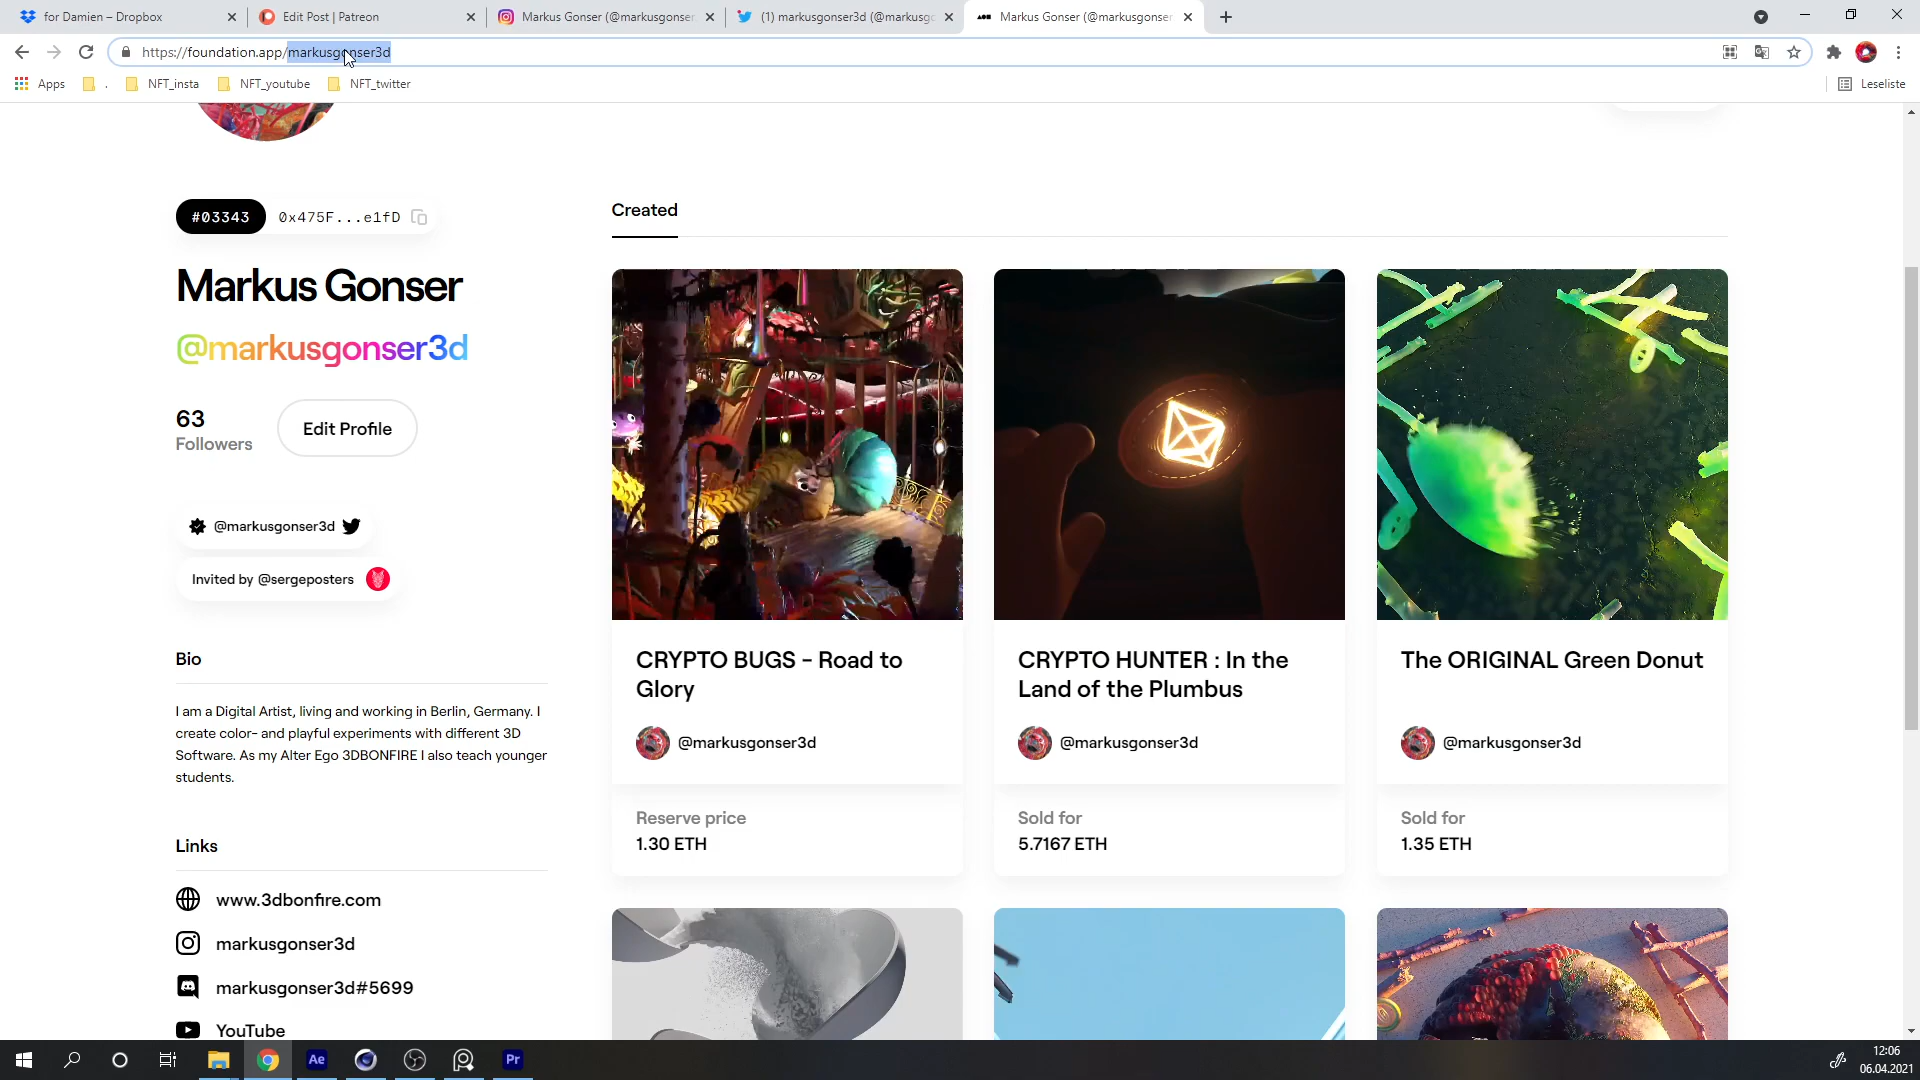 for Damien – Dropbox
Edit Post | Patreon
Markus Gonser (@markusgonser
(1) markusgonser3d (@markusgo
Markus Gonser (@markusgonser
https://foundation.app/markusgonser3d
Apps
.
NFT_insta
NFT_youtube
NFT_twitter
Leseliste
#03343
0x475F...e1fD
Markus Gonser
@markusgonser3d
63
Followers
Edit Profile
@markusgonser3d
Invited by @sergeposters
Bio
I am a Digital Artist, living and working in Berlin, Germany. I
create color- and playful experiments with different 3D
Software. As my Alter Ego 3DBONFIRE I also teach younger
students.
Links
www.3dbonfire.com
markusgonser3d
markusgonser3d#5699
YouTube
Created
CRYPTO BUGS - Road to
Glory
@markusgonser3d
Reserve price
1.30 ETH
CRYPTO HUNTER : In the
Land of the Plumbus
@markusgonser3d
Sold for
5.7167 ETH
The ORIGINAL Green Donut
@markusgonser3d
Sold for
1.35 ETH
Ae
Pr
12:06
06.04.2021